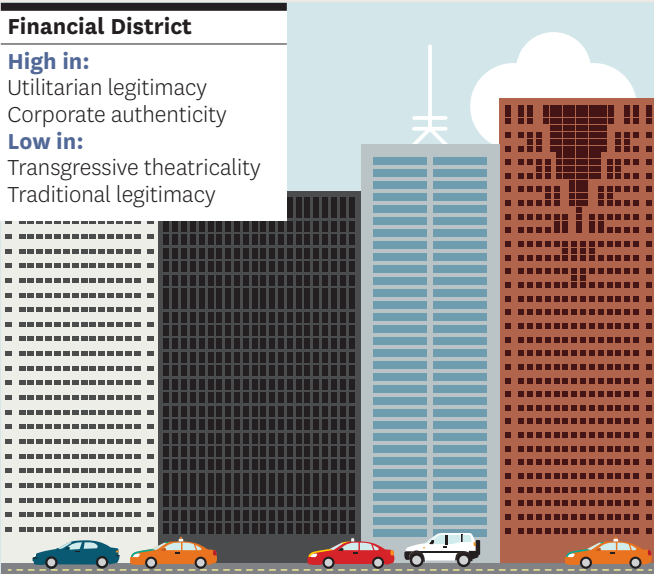 Financial District
High in:
Utilitarian legitimacy
Corporate authenticity
Low in:
Transgressive theatricality
Traditional legitimacy